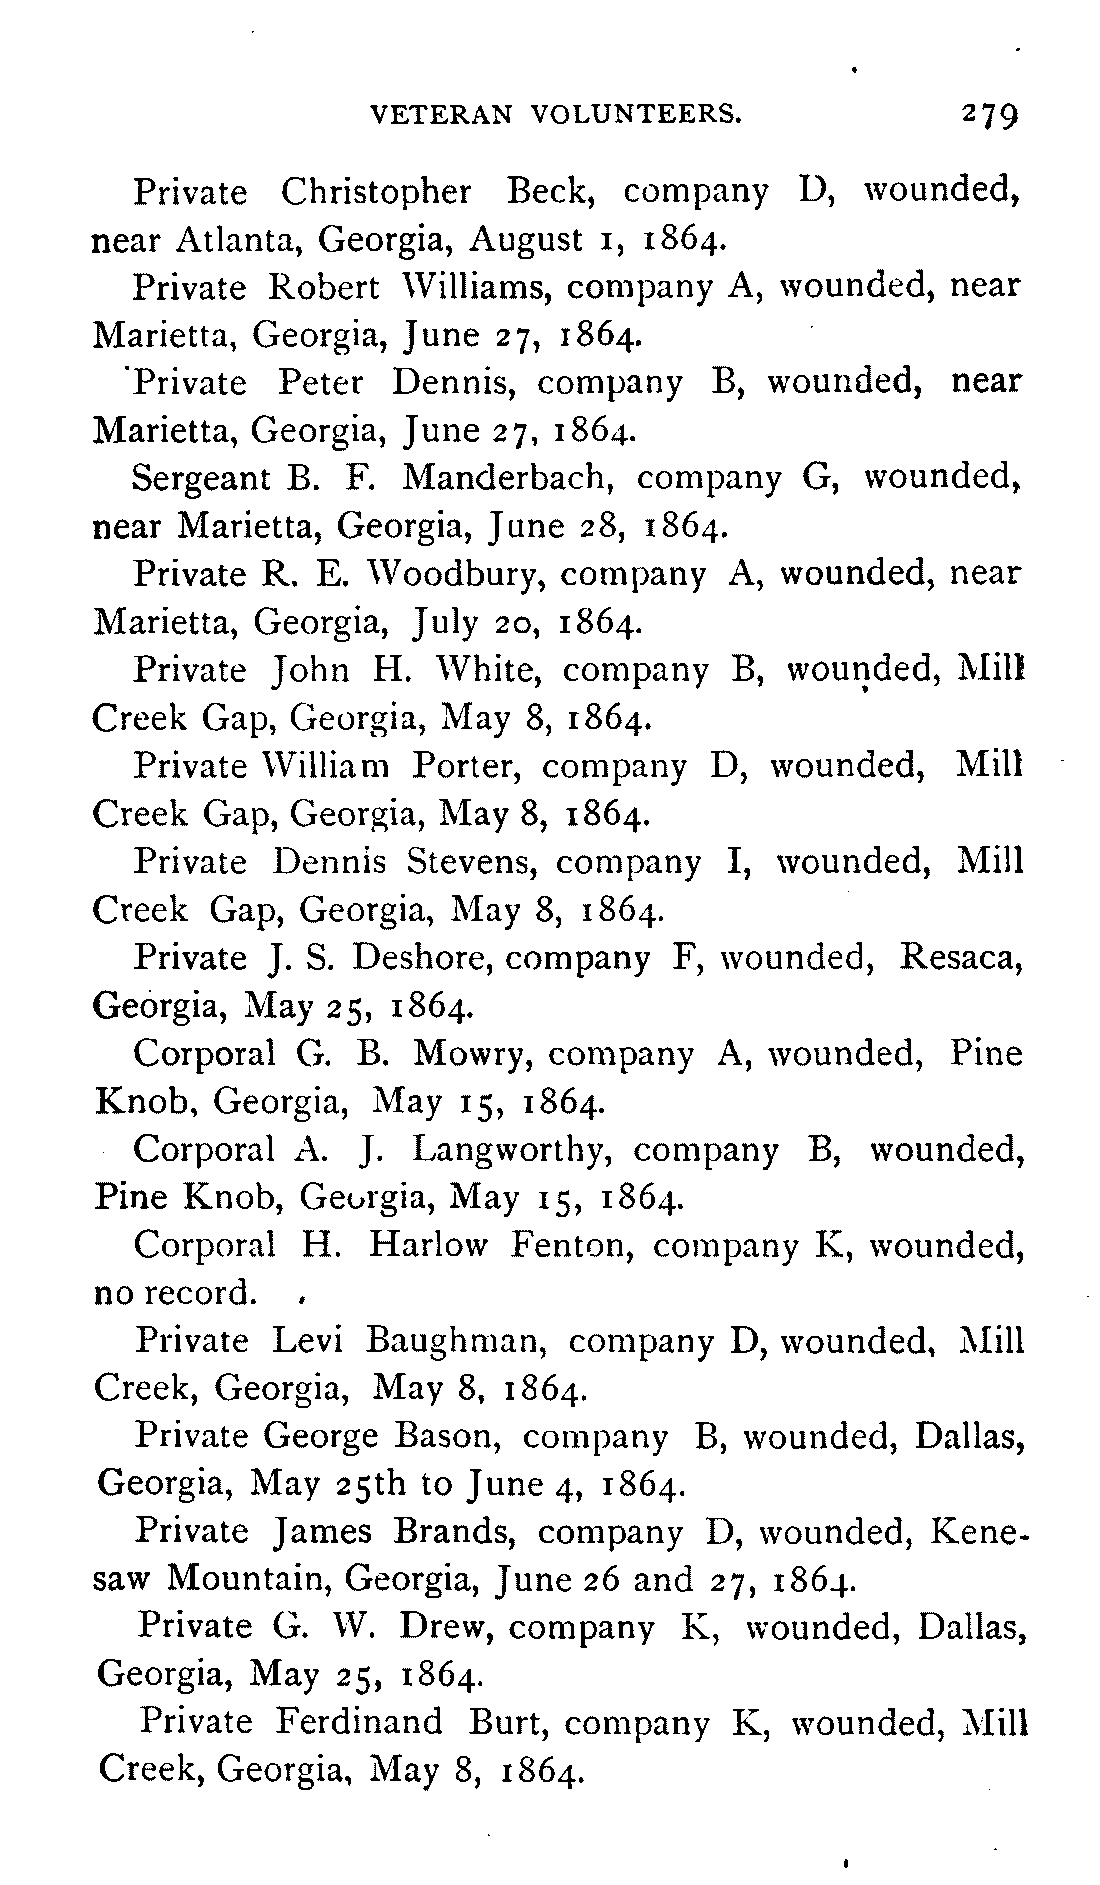 VETERAN VOLUNTEERS. 279
Private Christopher Beck, company D, wounded,
near Atlanta, Georgia, August 1, 1864.
Private Robert Williams, company A, wounded, near
Marietta, Georgia, June 27, 1864.
Private Peter Dennis, company B, wounded, near
Marietta, Georgia, June 27, 1864.
Sergeant B. F. Manderbach, company G, wounded,
near Marietta, Georgia, June 28, 1864.
Private R. E. Woodbury, company A, wounded, near
Marietta, Georgia, July 20, 1864.
Private John H. White, company B, wounded, Mill
Creek Gap, Georgia, May 8, 1864.
Private William Porter, company D, wounded, Mill
Creek Gap, Georgia, May 8, 1864.
Private Dennis Stevens, company I, wounded, Mill
Creek Gap, Georgia, May 8, 1864.
Private J. S. Deshore, company F, wounded, Resaca,
Georgia, May 25, 1864.
Corporal G. B. Mowry, company A, wounded, Pine
Knob, Georgia, May 15, 1864.
Corporal A. J. Langworthy, company B, wounded,
Pine Knob, Georgia, May 15, 1864.
Corporal H. Harlow Fenton, company K, wounded,
no record.
Private Levi Baughman, company D, wounded, Mill
Creek, Georgia, May 8, 1864.
Private George Bason, company B, wounded, Dallas,
Georgia, May 25th to June 4, 1864.
Private James Brands, company D, wounded, Kene-
saw Mountain, Georgia, June 26 and 27, 1864.
Private G. W. Drew, company K, wounded, Dallas,
Georgia, May 25, 1864.
Private Ferdinand Burt, company K, wounded, Mill
Creek, Georgia, May 8, 1864.